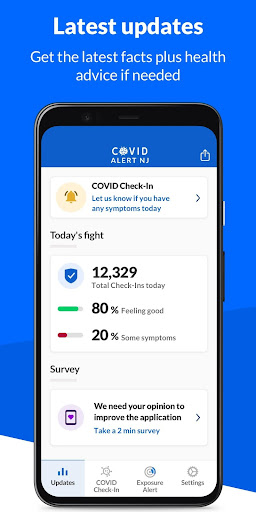 Latest updates
Get the latest facts plus health
advice if needed
COVID
ALERT NJ
COVID Check-In
Let us know if you have
any symptoms today
Today's fight
12,329
Total Check-Ins today
80 % Feeling good
20 % Some symptoms
Survey
We need your opinion to
improve the application
Take a 2 min survey
Updates
COVID
Check-In
Exposure
Alert
Settings